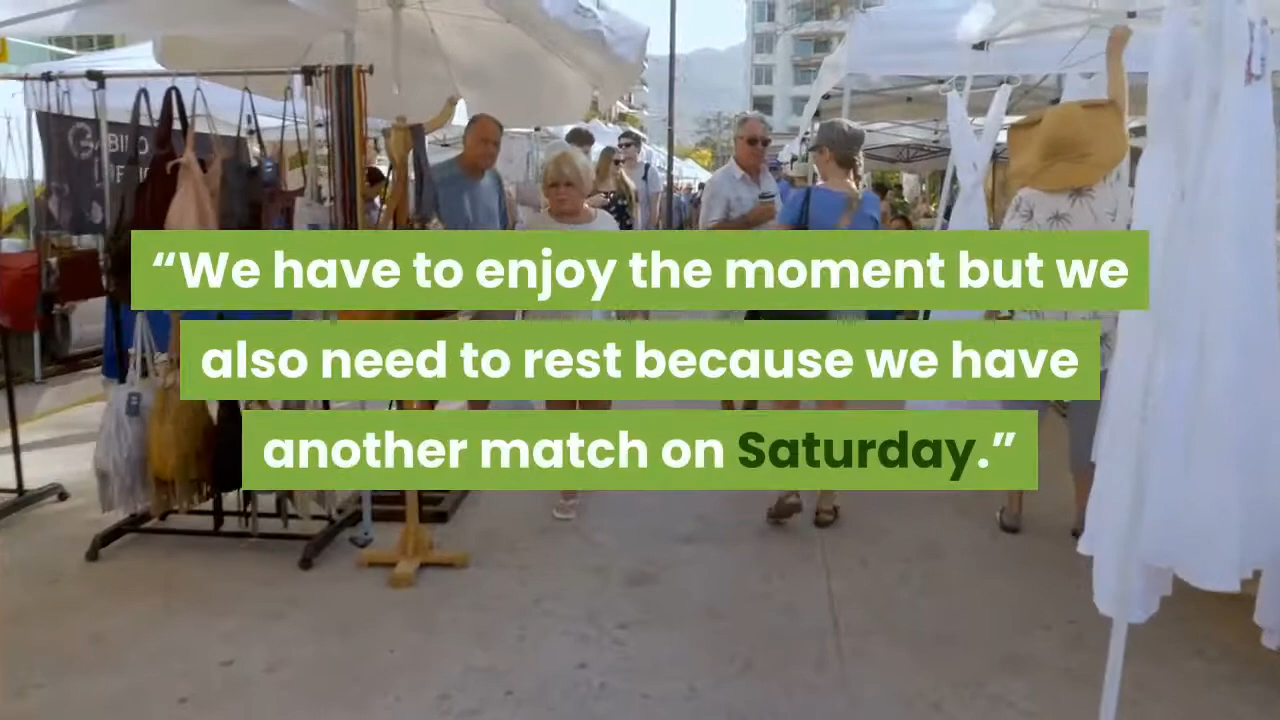 “We have to enjoy the moment but we
also need to rest because we have
another match on Saturday.”